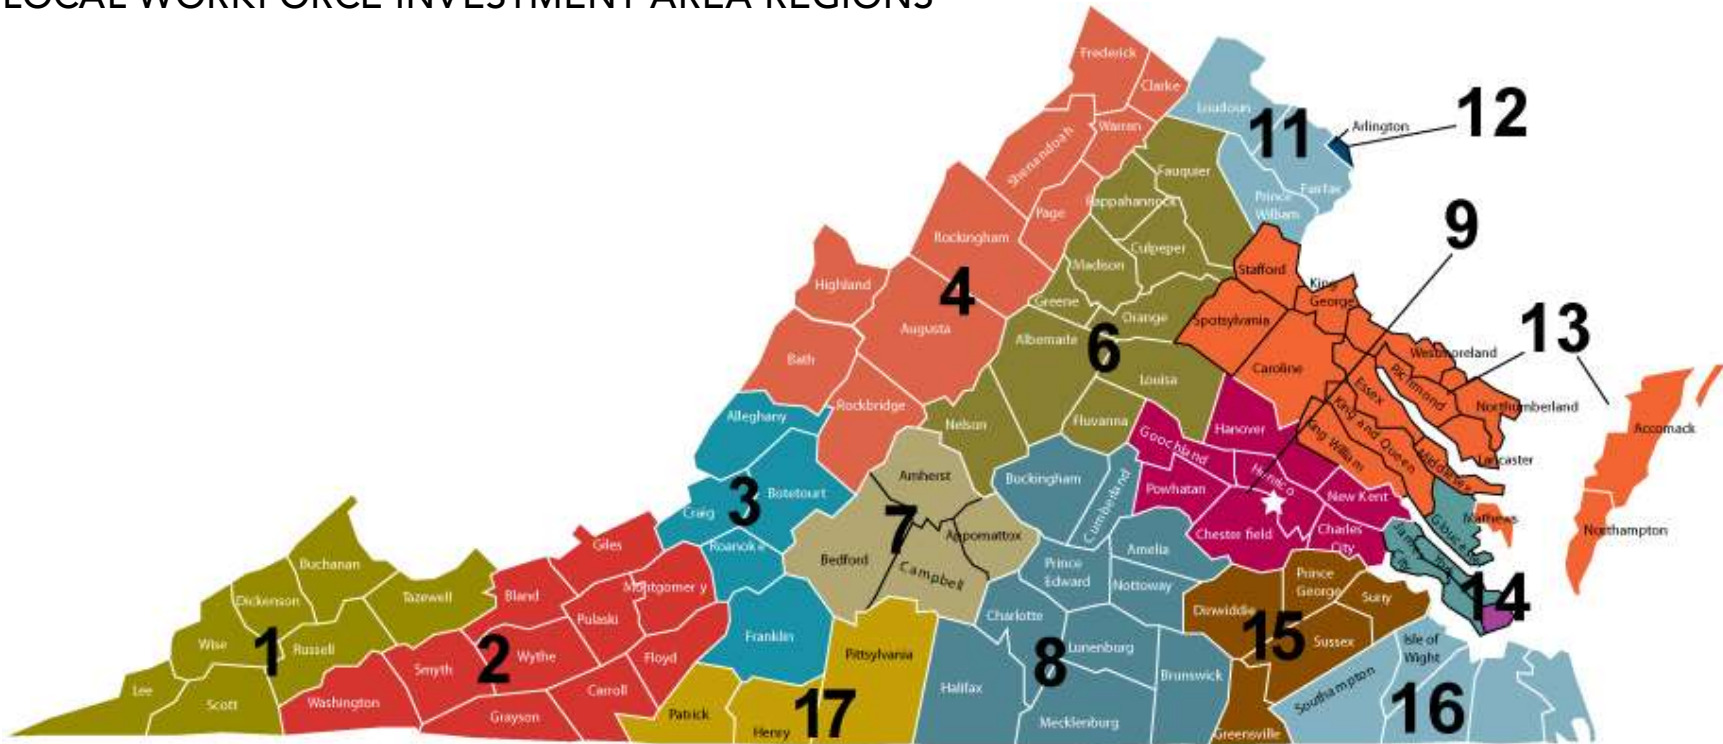 LOCAL WORKFORCE INVESTMENT AREA REGIONS
Frederick
Clarke
Loudoun
Warren
Shenandoah
11
Arlington
12
Fauquier
Fairfax
Prince
William
Rappahannock
Page
Rockingham
Culpeper
Madison
9
Stafford
Highland
4
Greene
King
George
Orange
Spotsylvania
13
Augusta
Albemarle
6
Westmoreland
Bath
Caroline
Louisa
Richmond
Essex
Rockbridge
Alleghany
Northumberland
Nelson
Fluvanna
Hanover
King and Queen
King William
Accomack
Goochland
Middlesex
Lancaster
Amherst
Buckingham
Cumberland
Henrico
Botetourt
3
Powhatan
New Kent
Craig
7
Gloucester
Mathews
Northampton
Appomattox
Chesterfield
Charles
City
James
City
York
Roanoke
Giles
Bedford
Campbell
Amelia
Prince
Edward
Buchanan
Nottoway
Montgomery
Prince
George
Surry
14
Dickenson
Tazewell
Bland
Pulaski
Charlotte
Dinwiddie
Franklin
15
Sussex
Wise
1
Russell
2
Wythe
Floyd
Pittsylvania
8
Lunenburg
Isle of
Wight
Smyth
Lee
Scott
Washington
Carroll
Grayson
Patrick
Henry
17
Halifax
Brunswick
Mecklenburg
Southampton
16
Greensville